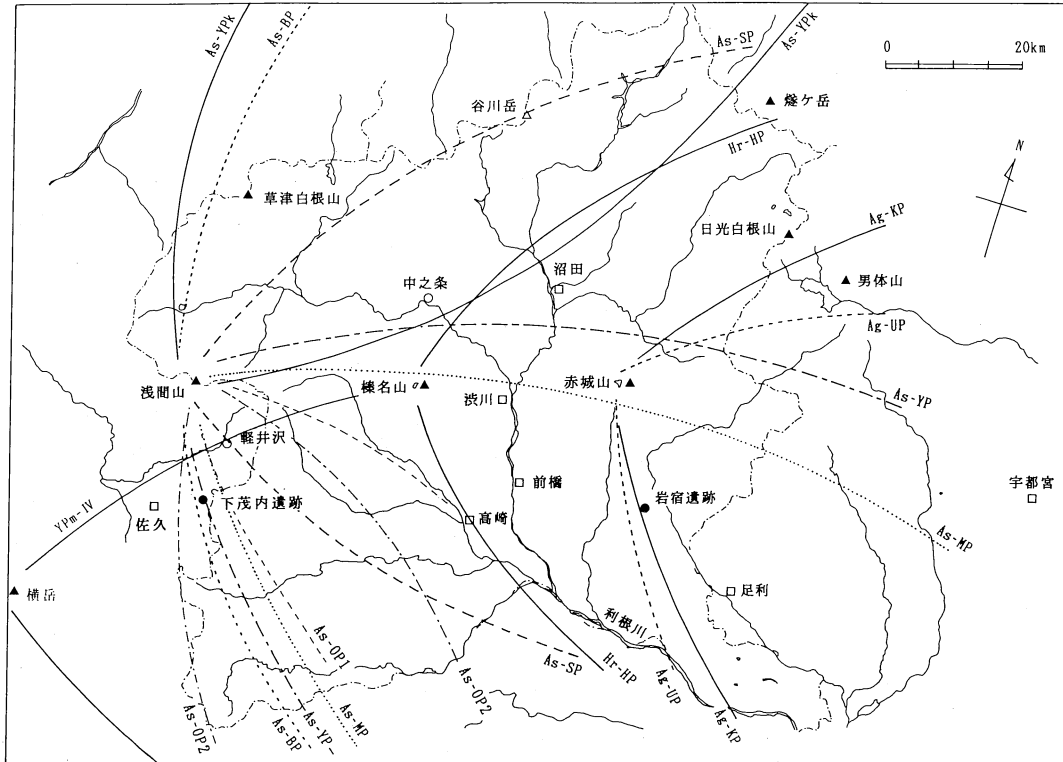 As-YPk
As-BP
As-SP
As-YPk
0
20km
谷川岳
燧ケ岳
Hr-HP
N
草津白根山
日光白根山
Ag-KP
沼田
中之条
男体山
Ag-UP
浅間山
榛名山
渋川
赤城山
As-YP
軽井沢
YPm-Ⅳ
佐久
下茂内遺跡
高崎
前橋
岩宿遺跡
宇都宮
As-MP
横岳
足利
利根川
As-OP1
As-SP
Hr-HP
Ag-UP
Ag-KP
As-OP2
As-OP2
As-BP
As-YP
As-MP